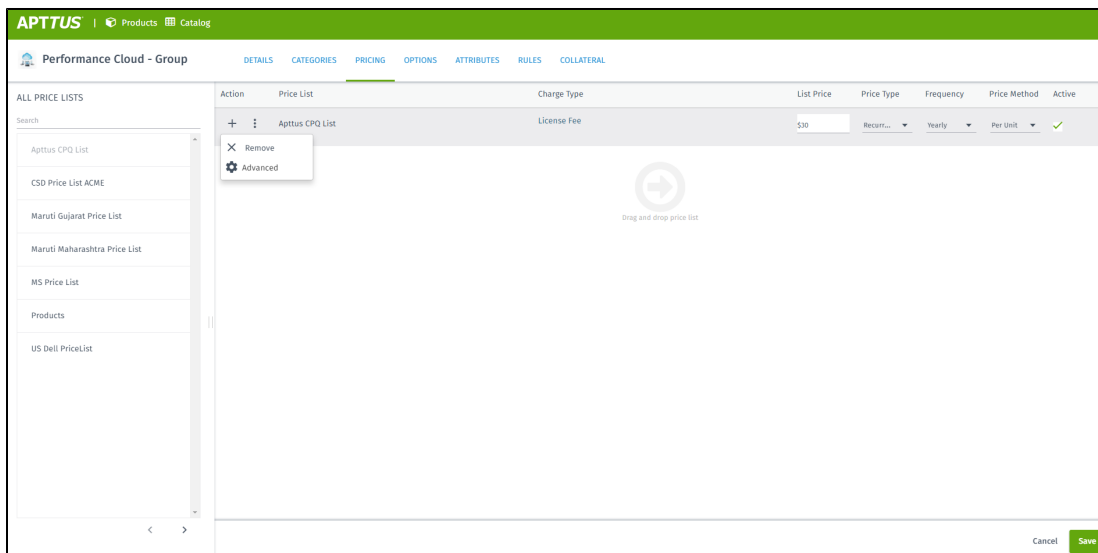 APTTUS | Products Catalog
Performance Cloud - Group DETAILS CATEGORIES PRICING OPTIONS ATTRIBUTES RULES COLLATERAL
ALL PRICE LISTS
Search
Apttus CPQ List
CSD Price List ACME
Maruti Gujarat Price List
Maruti Maharashtra Price List
MS Price List
Products
US Dell PriceList
Action Price List Charge Type List Price Price Type Frequency Price Method Active
Apttus CPQ List License Fee $30 Recurr... Yearly Per Unit
Remove
Advanced
Drag and drop price list
Cancel Save